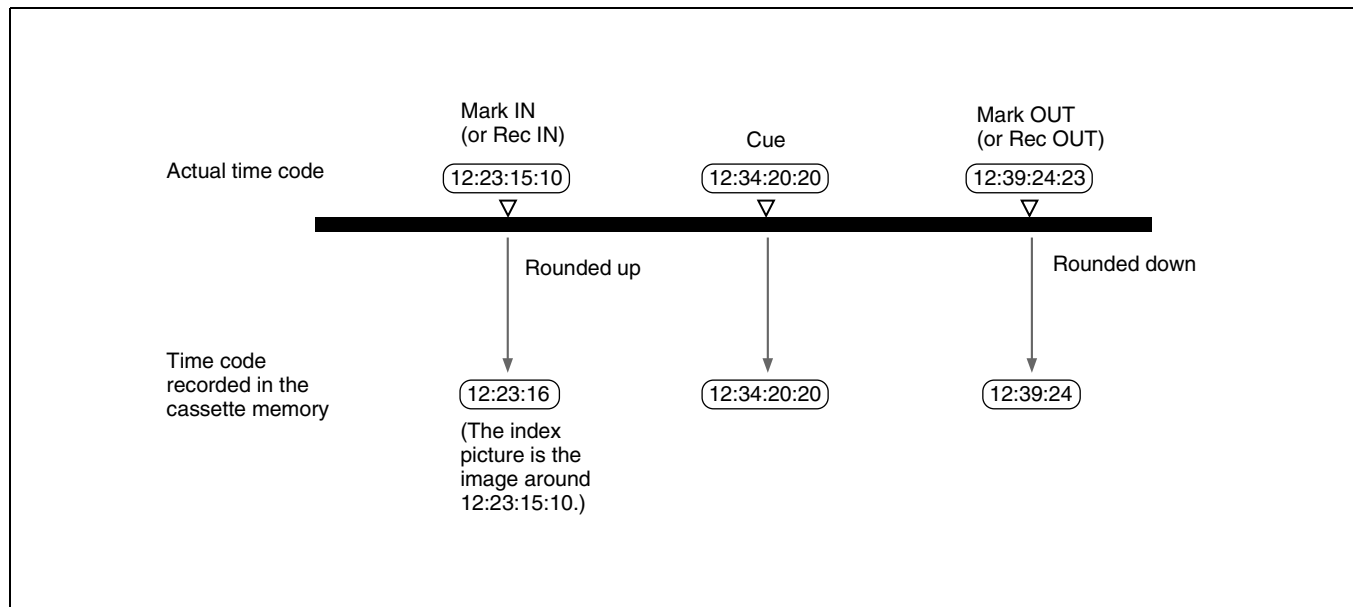 Mark IN
(or Rec IN)
Cue
Mark OUT
(or Rec OUT)
Actual time code
12:23:15:10
12:34:20:20
12:39:24:23
Rounded up
Rounded down
Time code
recorded in the
cassette memory
12:23:16
12:34:20:20
12:39:24
(The index
picture is the
image around
12:23:15:10.)